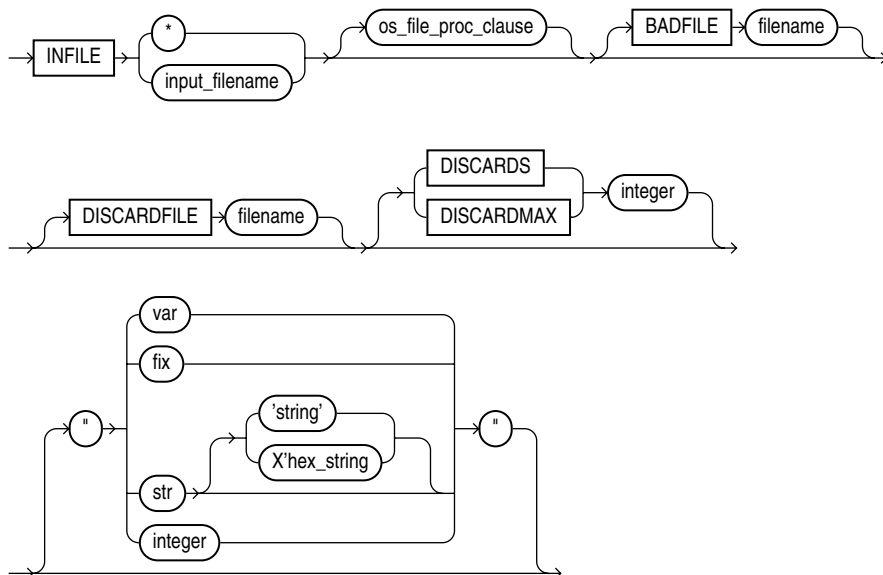 *
INFILE
input_filename
os_file_proc_clause
BADFILE
filename
DISCARDFILE
filename
DISCARDS
DISCARDMAX
integer
"
var
fix
str
'string'
X'hex_string
integer
"